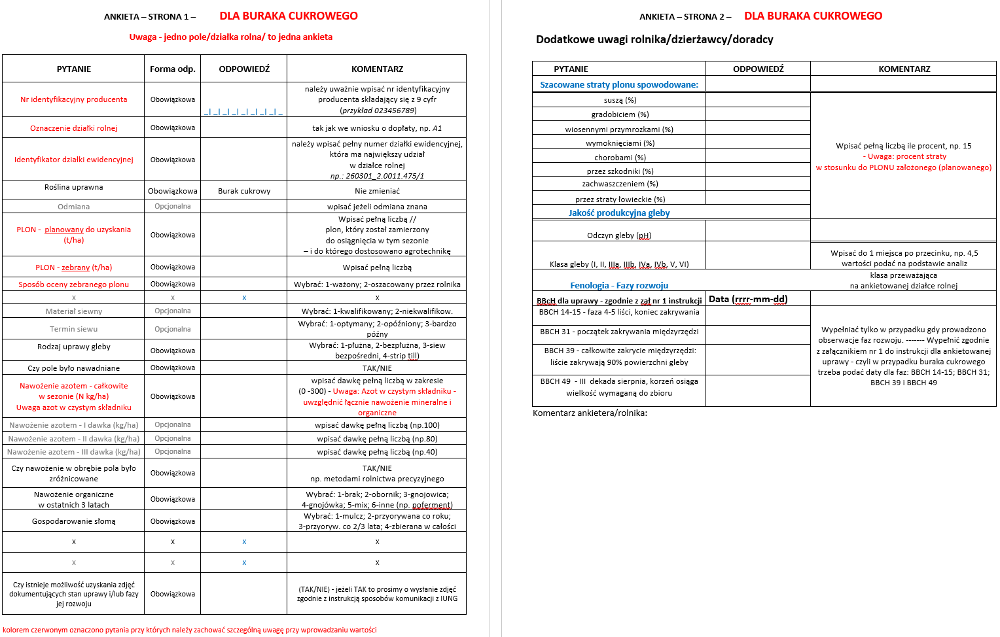 ANKIETA – STRONA 1 – DLA BURAKA CUKROWEGO
Uwaga - jedno pole/działka rolna/ to jedna ankieta
PYTANIE Forma odp. ODPOWIEDŹ KOMENTARZ
Nr identyfikacyjny producenta Obowiązkowa _|_|_|_|_|_|_|_|_ należy uważnie wpisać nr identyfikacyjny
producenta składający się z 9 cyfr
(przykład 023456789)
Oznaczenie działki rolnej Obowiązkowa tak jak we wniosku o dopłaty, np. A1
Identyfikator działki ewidencyjnej Obowiązkowa należy wpisać pełny numer działki ewidencyjnej,
która ma największy udział
w działce rolnej
np.: 260301_2.0011.475/1
Roślina uprawna Obowiązkowa Burak cukrowy Nie zmieniać
Odmiana Opcjonalna wpisać jeżeli odmiana znana
PLON - planowany do uzyskania
(t/ha) Obowiązkowa Wpisać pełną liczbą //
plon, który został zamierzony
do osiągnięcia w tym sezonie
– i do którego dostosowano agrotechnikę
PLON - zebrany (t/ha) Obowiązkowa Wpisać pełną liczbą
Sposób oceny zebranego plonu Obowiązkowa Wybrać: 1-ważony; 2-oszacowany przez rolnika
x x x x
Materiał siewny Opcjonalna Wybrać: 1-kwalifikowany; 2-niekwalifikow.
Termin siewu Opcjonalna Wybrać: 1-optymany; 2-opóźniony; 3-bardzo
późny
Rodzaj uprawy gleby Obowiązkowa Wybrać: 1-płużna, 2-bezpłużna, 3-siew
bezpośredni, 4-strip till)
Czy pole było nawadniane Obowiązkowa TAK/NIE
Nawożenie azotem - całkowite
w sezonie (N kg/ha)
Uwaga azot w czystym składniku Obowiązkowa wpisać dawkę pełną liczbą w zakresie
(0 -300) - Uwaga: Azot w czystym składniku -
uwzględnić łącznie nawożenie mineralne i
organiczne
Nawożenie azotem - I dawka (kg/ha) Opcjonalna wpisać dawkę pełną liczbą (np.100)
Nawożenie azotem - II dawka (kg/ha) Opcjonalna wpisać dawkę pełną liczbą (np.80)
Nawożenie azotem - III dawka (kg/ha) Opcjonalna wpisać dawkę pełną liczbą (np.40)
Czy nawożenie w obrębie pola było
zróżnicowane Obowiązkowa TAK/NIE
np. metodami rolnictwa precyzyjnego
Nawożenie organiczne
w ostatnich 3 latach Obowiązkowa Wybrać: 1-brak; 2-obornik; 3-gnojowica;
4-gnojówka; 5-mix; 6-inne (np. poferment)
Gospodarowanie słomą Obowiązkowa Wybrać: 1-mulcz; 2-przyorywana co roku;
3-przyoryw. co 2/3 lata; 4-zbierana w całości
x x x x
x x x x
Czy istnieje możliwość uzyskania zdjęć
dokumentujących stan uprawy i/lub fazy
jej rozwoju Obowiązkowa (TAK/NIE) - jeżeli TAK to prosimy o wysłanie zdjęć
zgodnie z instrukcją sposobów komunikacji z IUNG
kolorem czerwonym oznaczono pytania przy których należy zachować szczególną uwagę przy wprowadzaniu wartości
ANKIETA – STRONA 2 – DLA BURAKA CUKROWEGO
Dodatkowe uwagi rolnika/dzierżawcy/doradcy
PYTANIE ODPOWIEDŹ KOMENTARZ
Szacowane straty plonu spowodowane:
suszą (%)
gradobiciem (%)
wiosennymi przymrozkami (%)
wymoknięciami (%)
chorobami (%)
przez szkodniki (%)
zachwaszczeniem (%)
przez straty łowieckie (%)
Wpisać pełną liczbą ile procent, np. 15
- Uwaga: procent straty
w stosunku do PLONU założonego (planowanego)
Jakość produkcyjna gleby
Odczyn gleby (pH)
Klasa gleby (I, II, IIIa, IIIb, IVa, IVb, V, VI)
Wpisać do 1 miejsca po przecinku, np. 4,5
wartości podać na podstawie analiz
klasa przeważająca
na ankietowanej działce rolnej
Fenologia - Fazy rozwoju
BBcH dla uprawy - zgodnie z zał nr 1 instrukcji Data (rrrr-mm-dd)
BBCH 14-15 - faza 4-5 liści, koniec zakrywania
BBCH 31 - początek zakrywania międzyrzędzi
BBCH 39 - całkowite zakrycie międzyrzędzi:
liście zakrywają 90% powierzchni gleby
BBCH 49 - III dekada sierpnia, korzeń osiąga
wielkość wymaganą do zbioru
Wypełniać tylko w przypadku gdy prowadzono
obserwacje faz rozwoju. ------- Wypełnić zgodnie
z załącznikiem nr 1 do instrukcji dla ankietowanej
uprawy - czyli w przypadku buraka cukrowego
trzeba podać daty dla faz: BBCH 14-15; BBCH 31;
BBCH 39 i BBCH 49
Komentarz ankietera/rolnika: